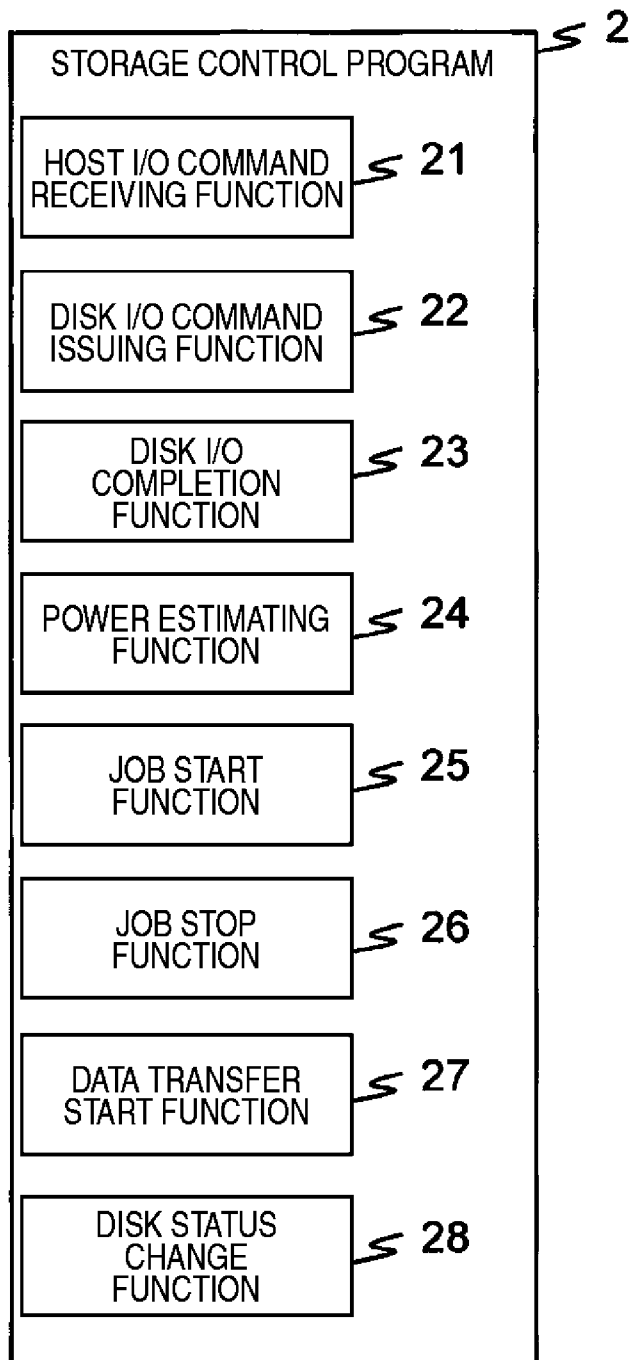 2
STORAGE CONTROL PROGRAM
HOST I/O COMMAND
RECEIVING FUNCTION
21
DISK I/O COMMAND
ISSUING FUNCTION
22
DISK I/O
COMPLETION
FUNCTION
23
POWER ESTIMATING
FUNCTION
24
JOB START
FUNCTION
25
JOB STOP
FUNCTION
26
DATA TRANSFER
START FUNCTION
27
DISK STATUS
CHANGE
FUNCTION
28